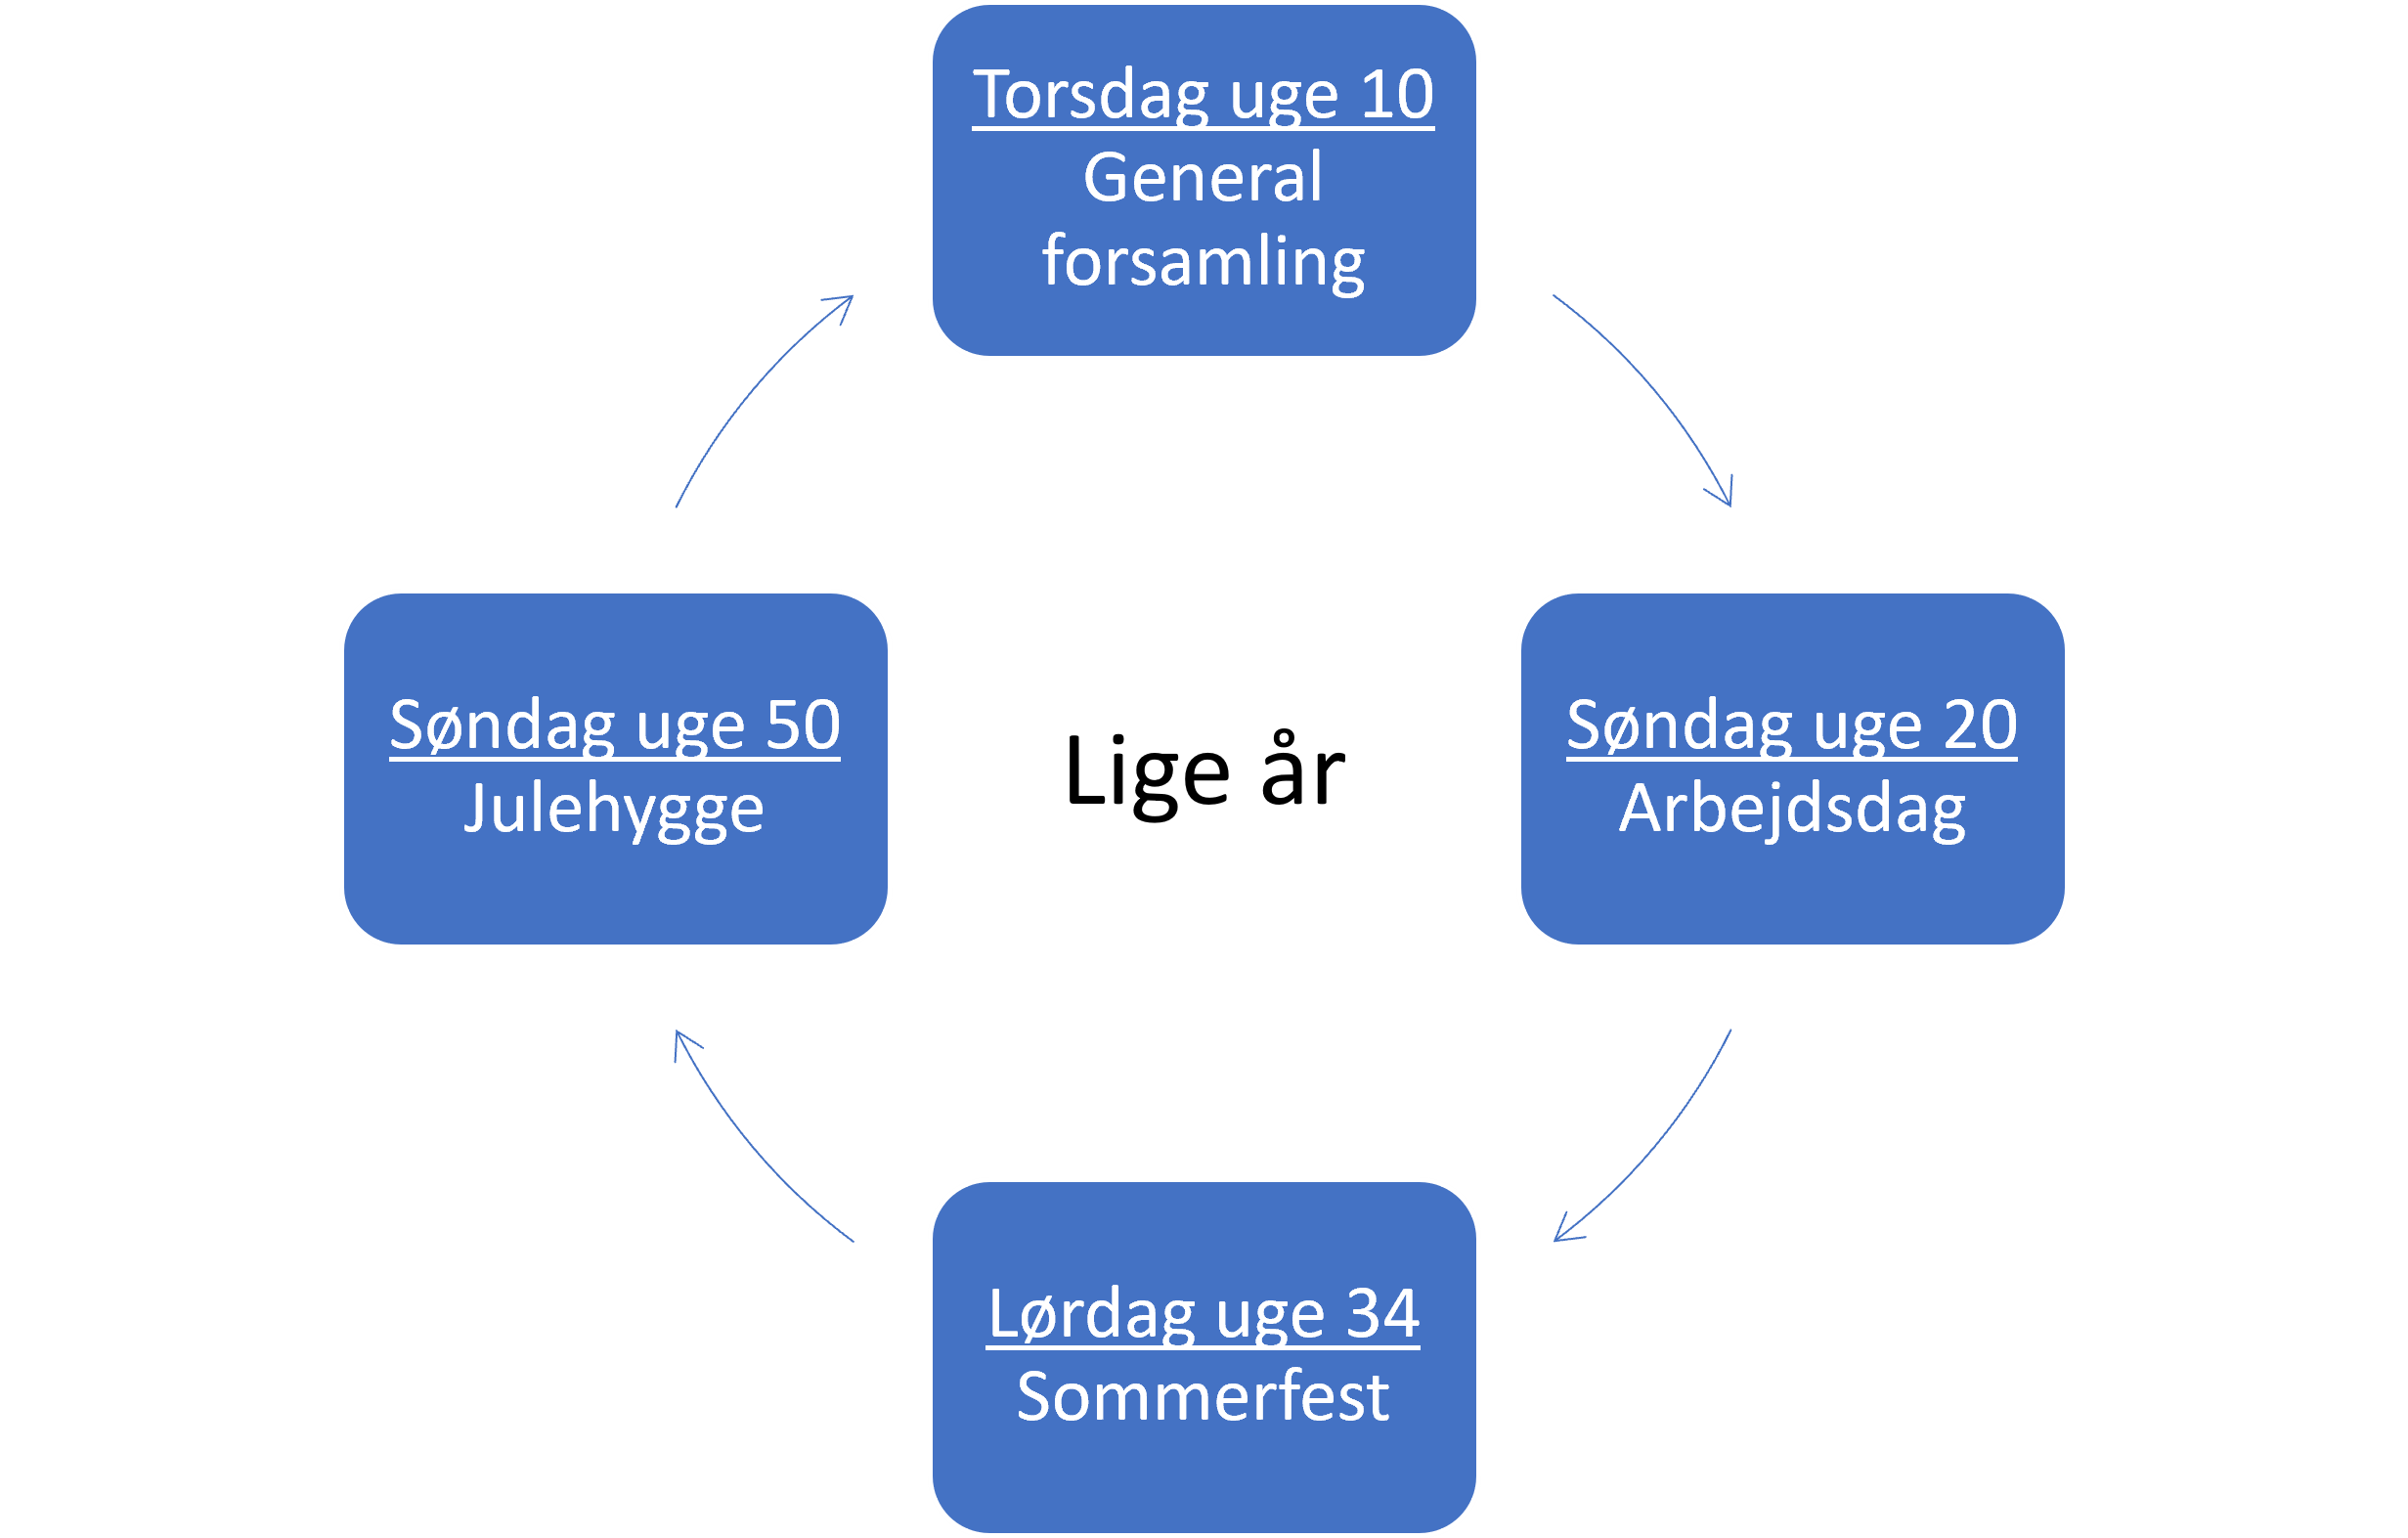 Torsdag uge 10
General
forsamling
Søndag uge 50
Julehygge
Lige år
Søndag uge 20
Arbejdsdag
Lørdag uge 34
Sommerfest